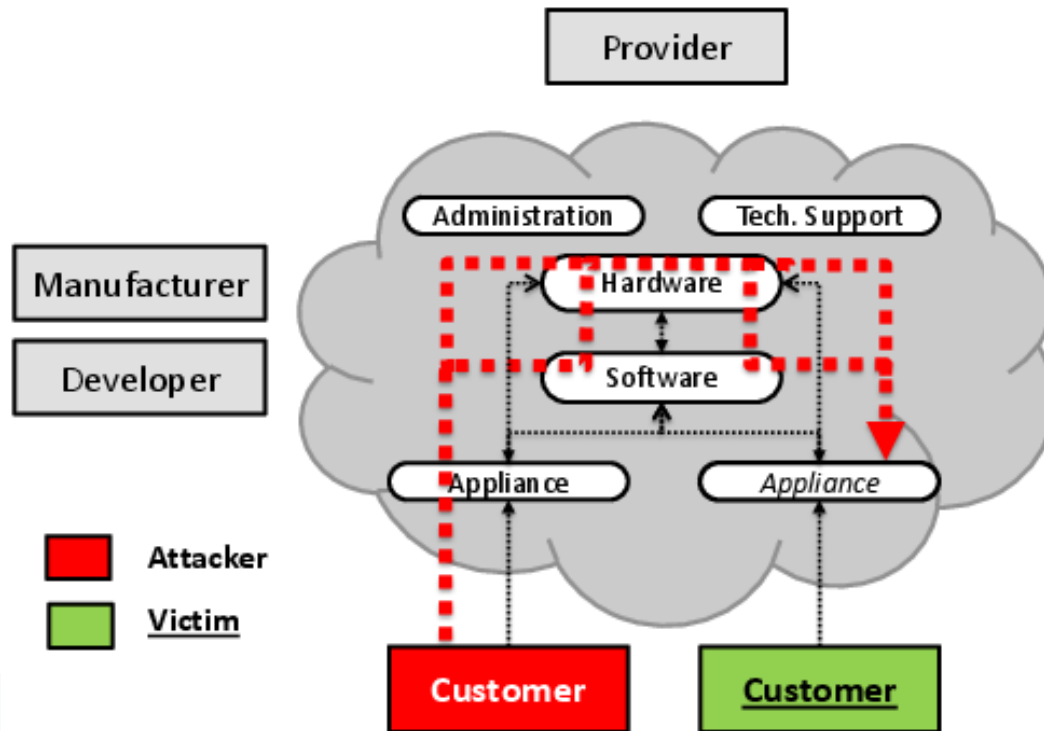 Provider
Administration
Tech. Support
Manufacturer
Hardware
Developer
Software
Appliance
Appliance
Attacker
Victim
Customer
Customer